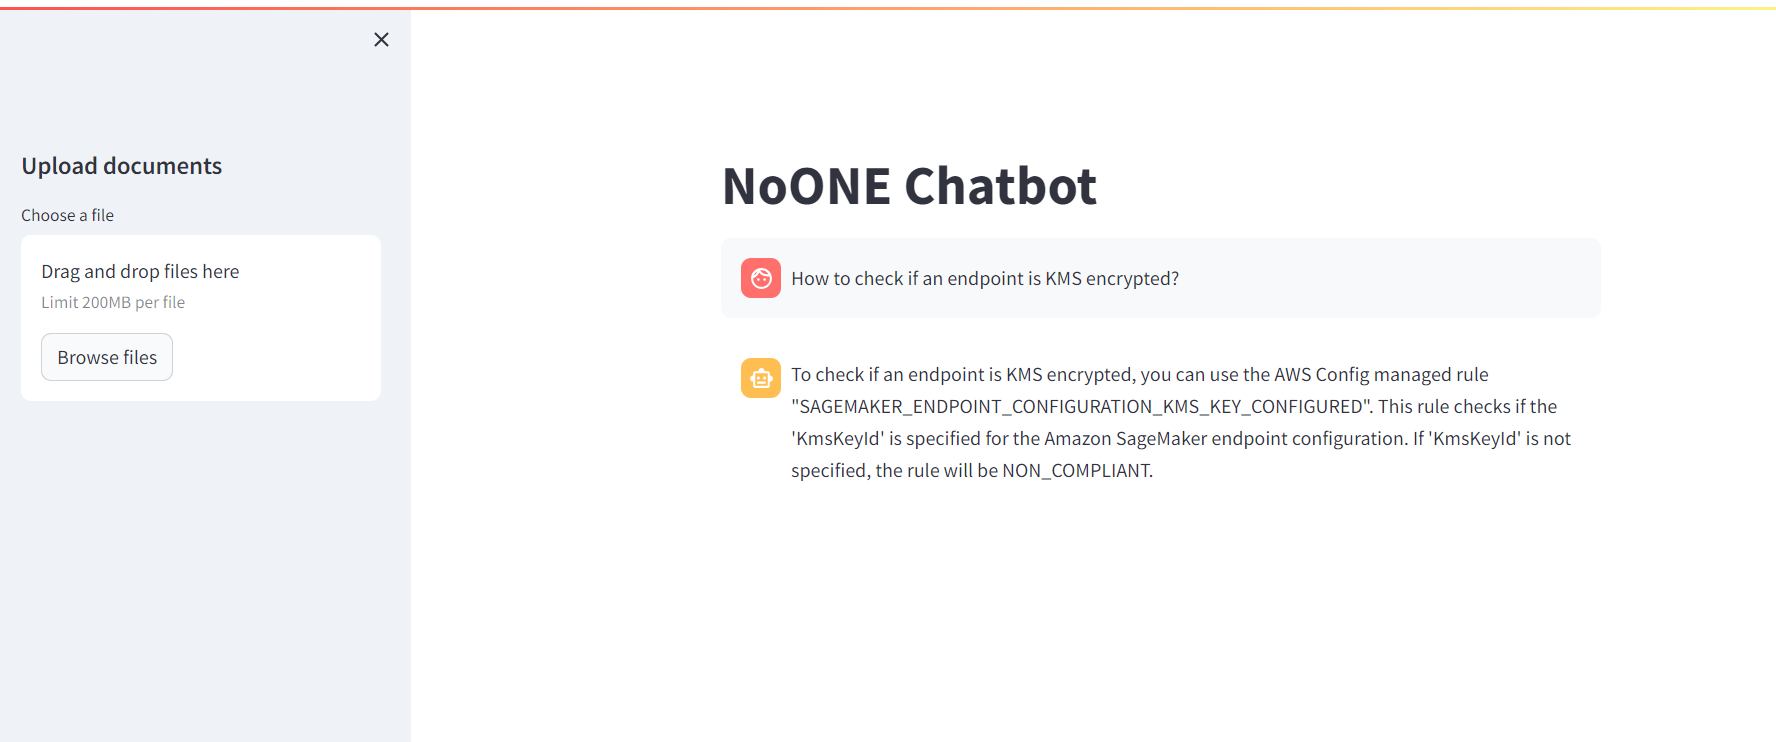 Upload documents
Choose a file
Drag and drop files here
Limit 200MB per file
Browse files
NoONE Chatbot
How to check if an endpoint is KMS encrypted?
To check if an endpoint is KMS encrypted, you can use the AWS Config managed rule
"SAGEMAKER_ENDPOINT_CONFIGURATION_KMS_KEY_CONFIGURED". This rule checks if the
'KmsKeyId' is specified for the Amazon SageMaker endpoint configuration. If 'KmsKeyId' is not
specified, the rule will be NON_COMPLIANT.